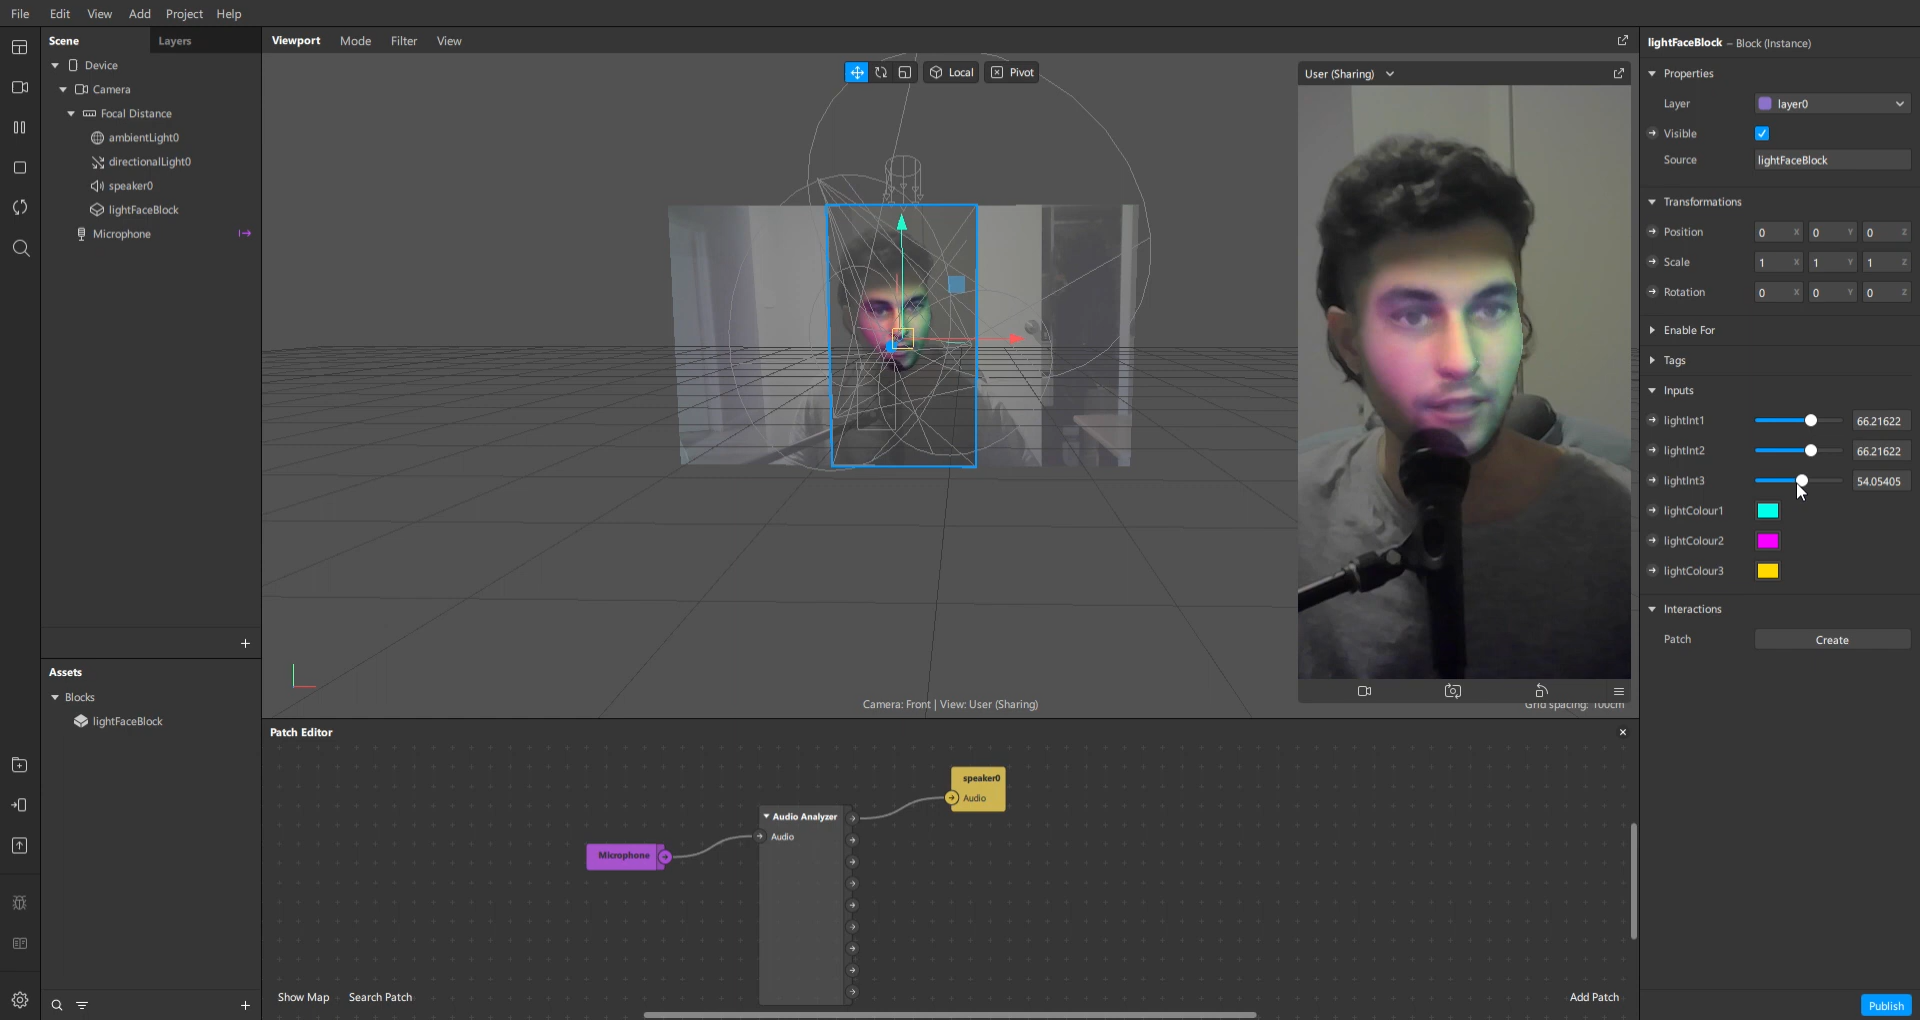 File Edit View Add Project Help
Scene Layers
Device
Camera
Focal Distance
ambientLight0
directionalLight0
speaker0
lightFaceBlock
Microphone
Assets
Blocks
lightFaceBlock
Viewport Mode Filter View
Local Pivot
User (Sharing)
Camera: Front | View: User (Sharing)
Grid spacing: 100cm
Patch Editor
speaker0
Audio
Audio Analyzer
Audio
Microphone
Show Map Search Patch
Add Patch
lightFaceBlock – Block (Instance)
Properties
Layer layer0
Visible
Source lightFaceBlock
Transformations
Position 0 X 0 Y 0 Z
Scale 1 X 1 Y 1 Z
Rotation 0 X 0 Y 0 Z
Enable For
Tags
Inputs
lightInt1 66.21622
lightInt2 66.21622
lightInt3 54.05405
lightColour1
lightColour2
lightColour3
Interactions
Patch Create
Publish